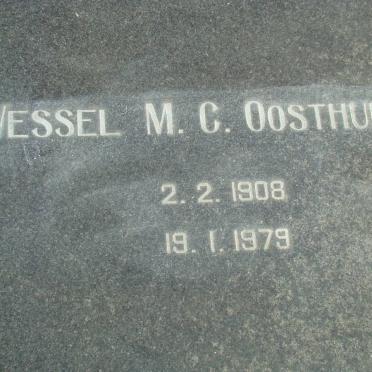 WESSEL M. C. OOSTHU
2. 2. 1908
19. 1. 1979